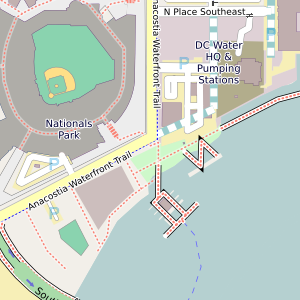 N Place Southeast
DC Water
HQ &
Pumping
Stations
Anacostia Waterfront Trail
Nationals
Park
P
P
P
P
P
P
Anacostia Waterfront Trail